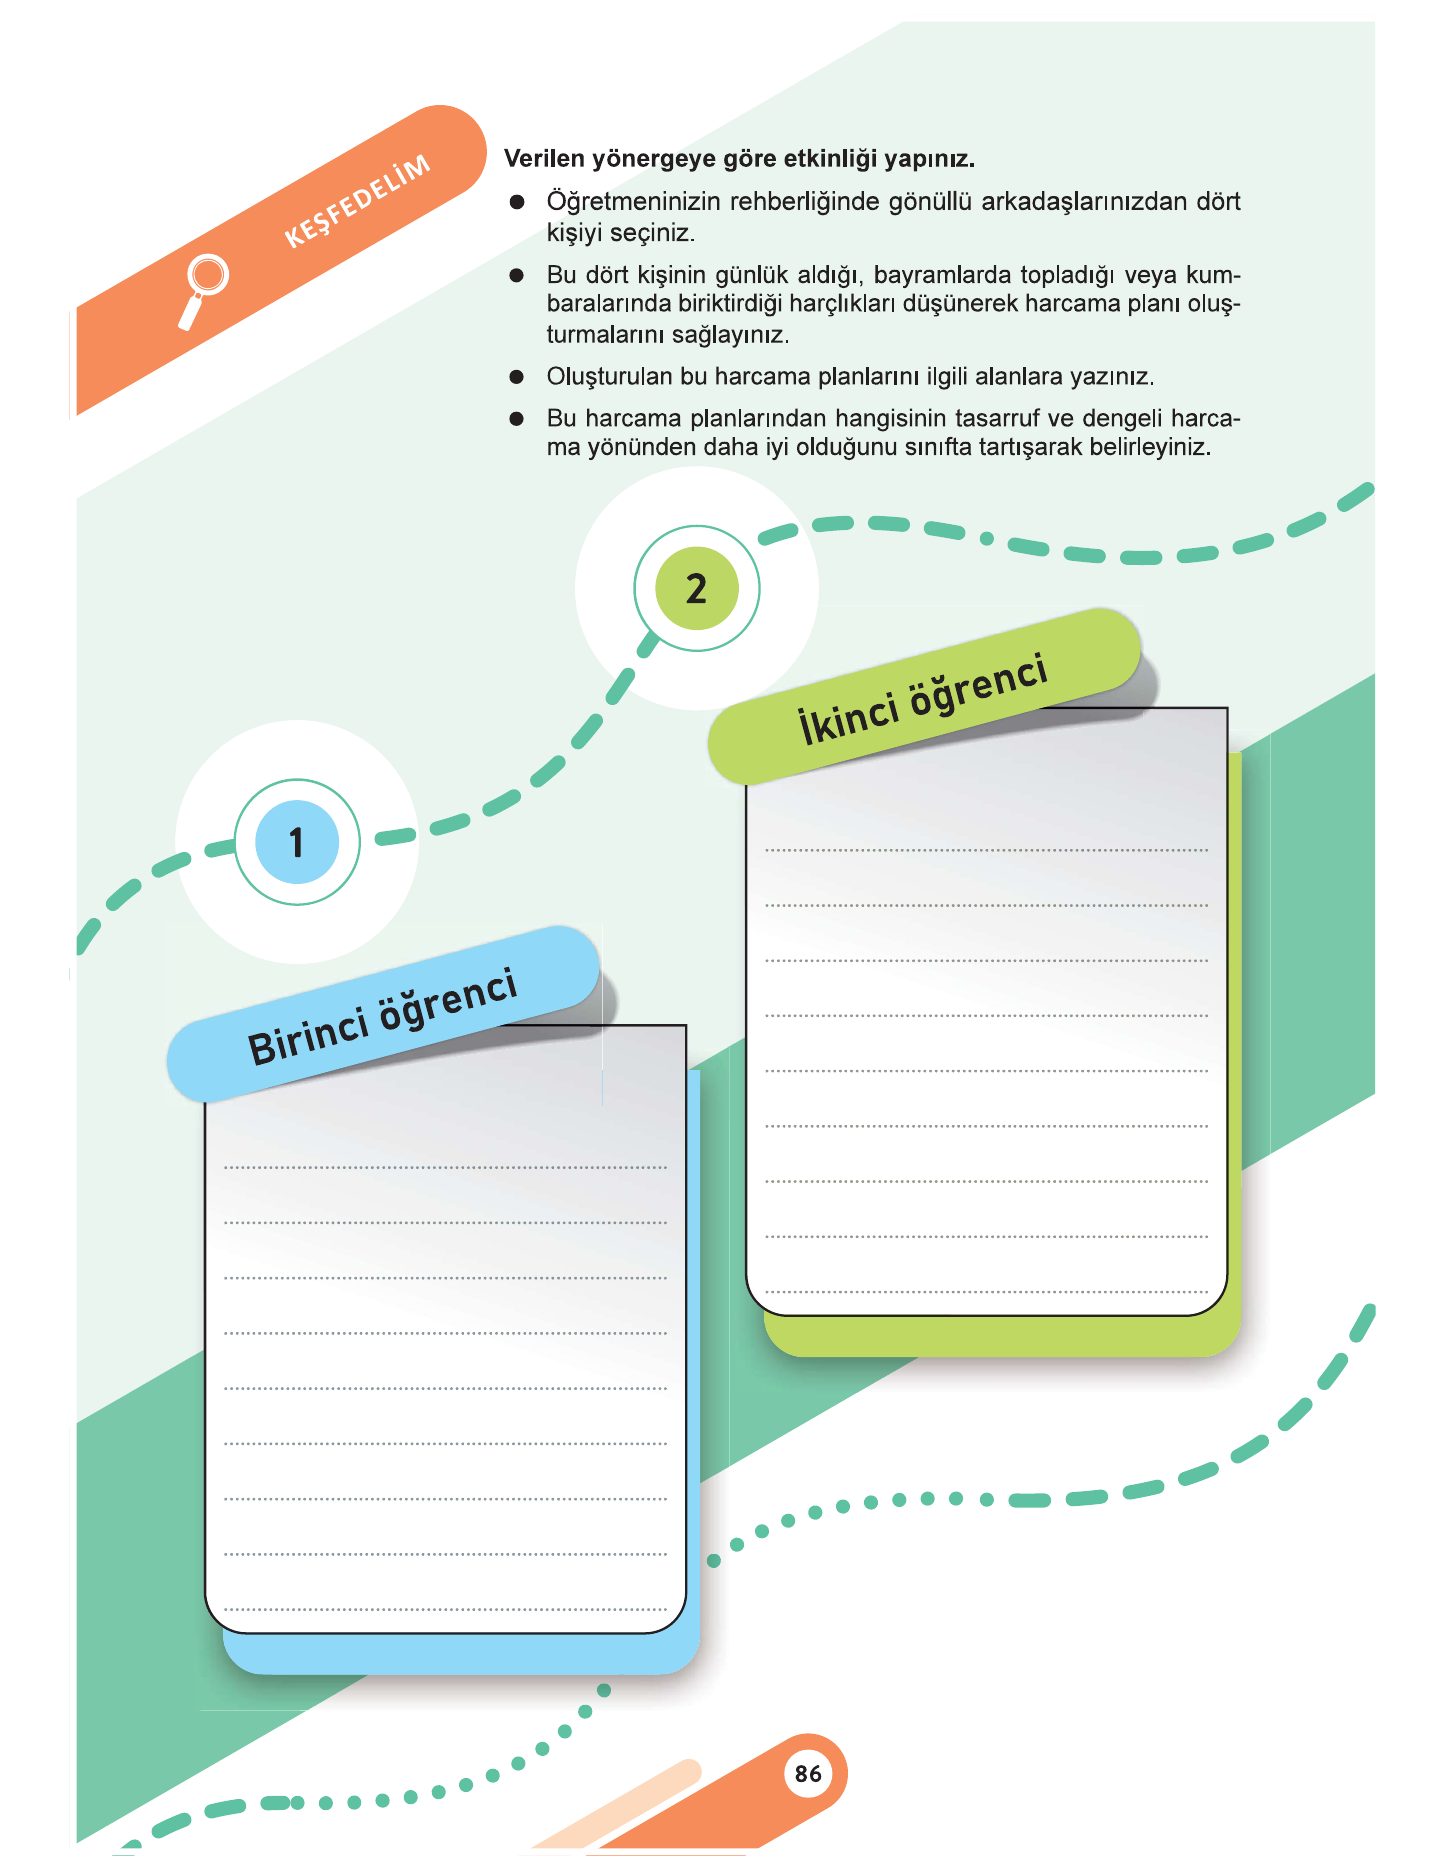 KEŞFEDELİM
Verilen yönergeye göre etkinliği yapınız.
● Öğretmeninizin rehberliğinde gönüllü arkadaşlarınızdan dört
kişiyi seçiniz.
● Bu dört kişinin günlük aldığı, bayramlarda topladığı veya kum-
baralarında biriktirdiği harçlıkları düşünerek harcama planı oluş-
turmalarını sağlayınız.
● Oluşturulan bu harcama planlarını ilgili alanlara yazınız.
● Bu harcama planlarından hangisinin tasarruf ve dengeli harca-
ma yönünden daha iyi olduğunu sınıfta tartışarak belirleyiniz.
2
İkinci öğrenci
1
Birinci öğrenci
86